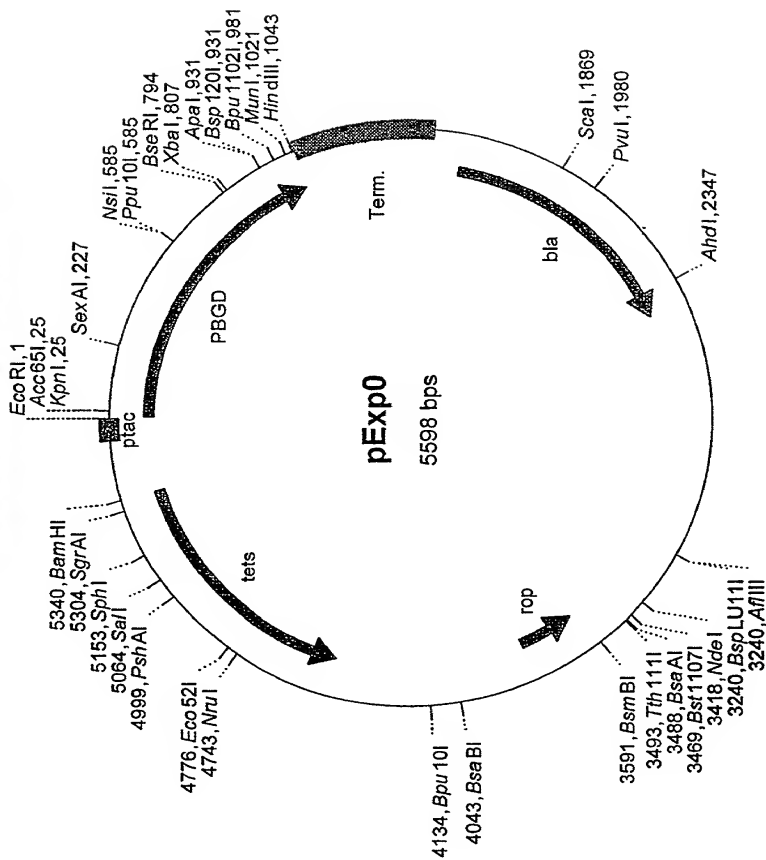 EcoRI, 1
Acc65I, 25
KpnI, 25
SexAI, 227
NsiI, 585
Ppu10I, 585
BseRI, 794
XbaI, 807
ApaI, 931
Bsp120I, 931
Bpu1102I, 981
MunI, 1021
HindIII, 1043
Term.
ScaI, 1869
PvuI, 1980
AhdI, 2347
bla
PBGD
ptac
pExp0
5598 bps
tets
rop
5340, BamHI
5304, SgrAI
5153, SphI
5064, SalI
4999, PshAI
4776, Eco52I
4743, NruI
4134, Bpu10I
4043, BsaBI
3591, BsmBI
3493, Tth111I
3488, BsaAI
3469, Bst1107I
3418, NdeI
3240, BspLU11I
3240, AflIII